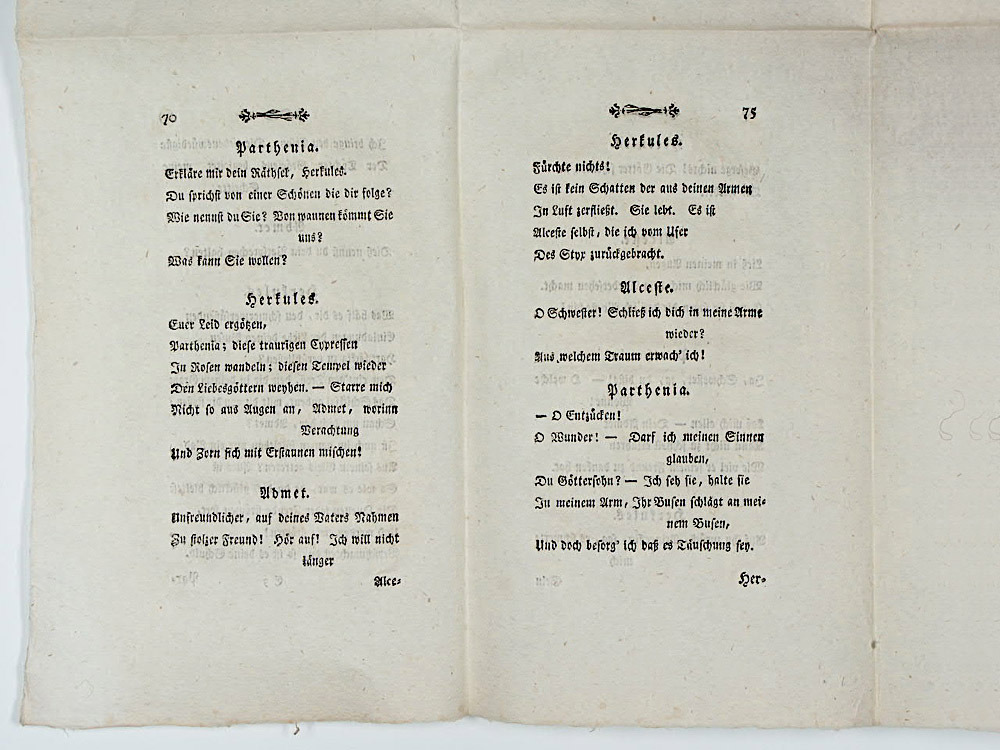 70
Parthenia.
Erkläre mir dein Räthsel, Herkules.
Du sprichst von einer Schönen die dir folge?
Wie nennst du Sie? Von wannen kömmt Sie
uns?
Was kann Sie wollen?
Herkules.
Euer Leid ergötzen,
Parthenia; diese traurigen Cypressen
In Rosen wandeln; diesen Tempel wieder
Den Liebesgöttern weyhen. — Starre mich
Nicht so aus Augen an, Admet, worinn
Verachtung
Und Zorn sich mit Erstaunen mischen!
Admet.
Unfreundlicher, auf deines Vaters Nahmen
Zu stolzer Freund! Hör auf! Ich will nicht
länger
Alce-
75
Herkules.
Fürchte nichts!
Es ist kein Schatten der aus deinen Armen
In Luft zerfließt. Sie lebt. Es ist
Alceste selbst, die ich vom Ufer
Des Styx zurückgebracht.
Alceste.
O Schwester! Schließ ich dich in meine Arme
wieder?
Aus welchem Traum erwach' ich!
Parthenia.
— O Entzücken!
O Wunder! — Darf ich meinen Sinnen
glauben,
Du Göttersohn? — Ich seh sie, halte sie
In meinem Arm, Ihr Busen schlägt an mei-
nem Busen,
Und doch besorg' ich daß es Täuschung sey.
Her-